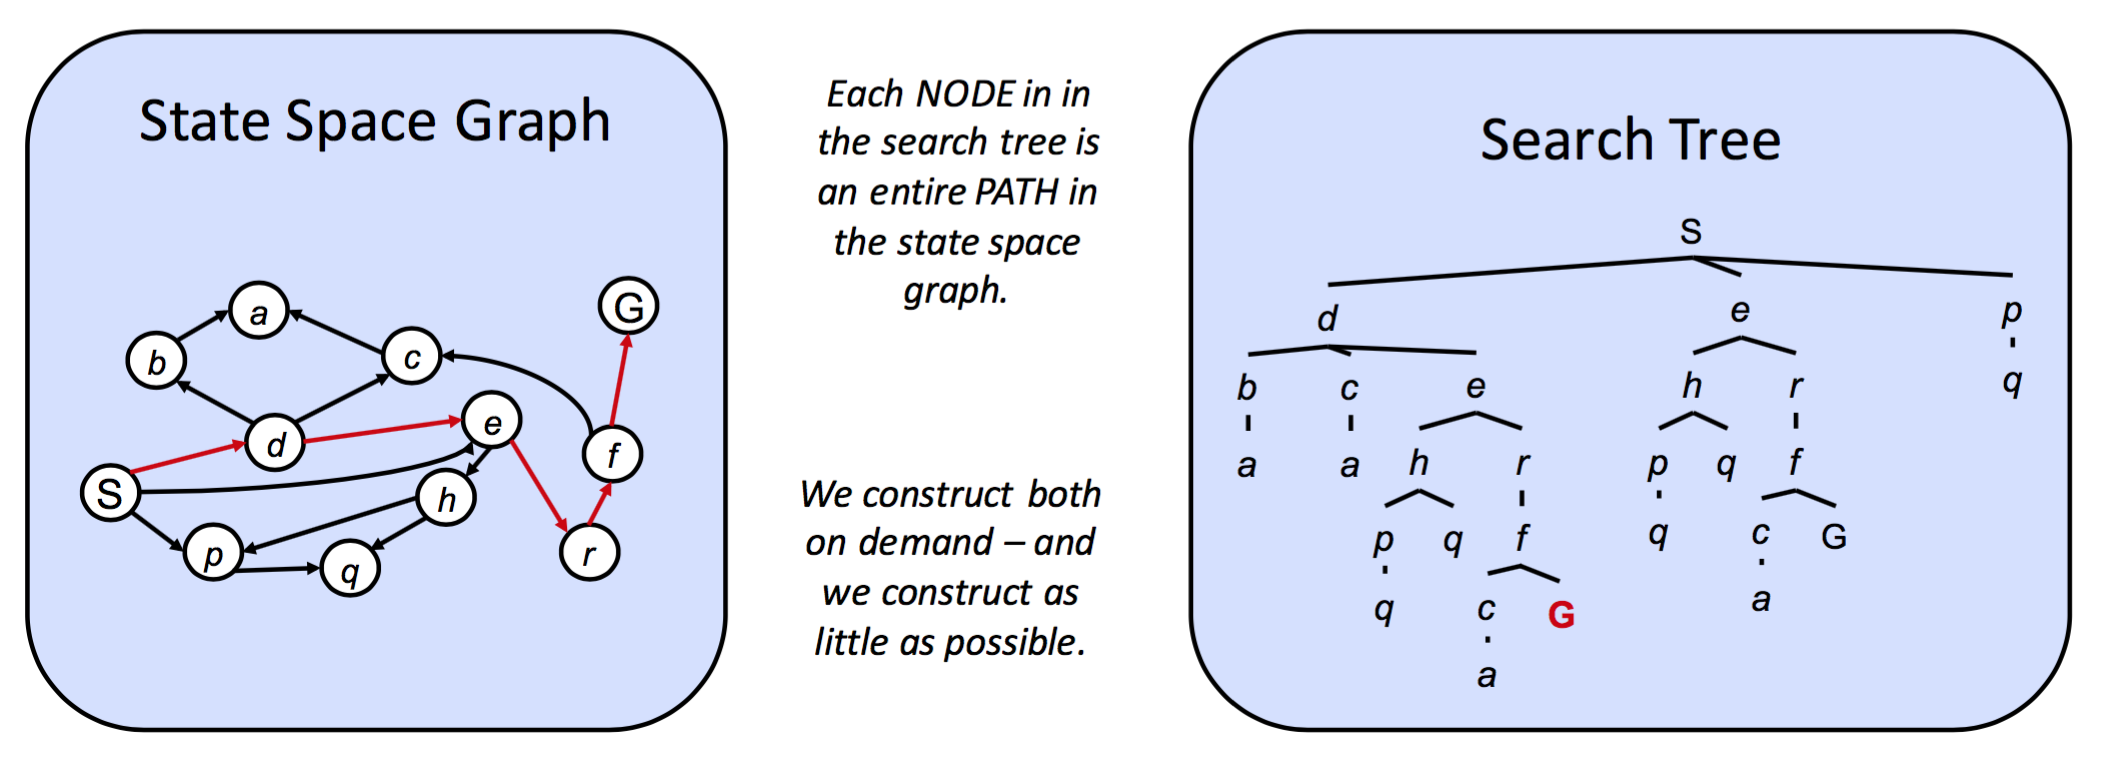 State Space Graph
a
G
b
c
d
e
f
S
h
p
q
r
Each NODE in in
the search tree is
an entire PATH in
the state space
graph.
We construct both
on demand – and
we construct as
little as possible.
Search Tree
S
d e p
b c e h r q
a a h r p q f
p q f q c G
q c G a
a